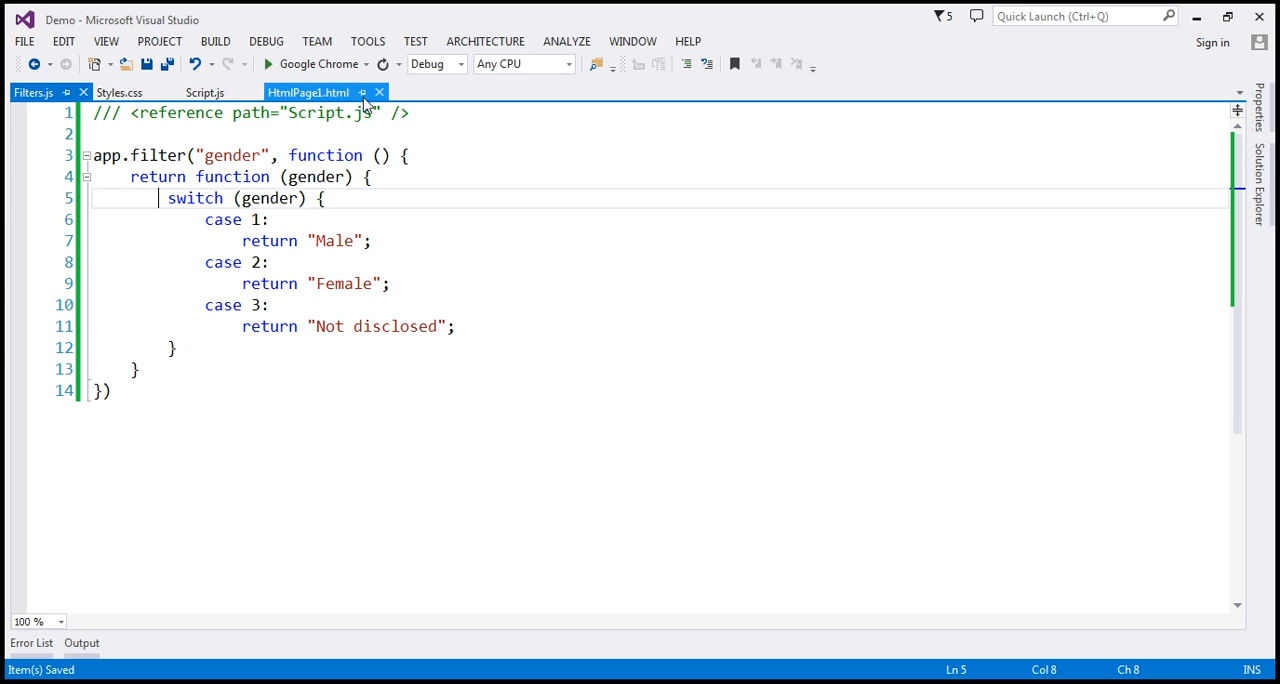 Demo - Microsoft Visual Studio
5
Quick Launch (Ctrl+Q)
FILE EDIT VIEW PROJECT BUILD DEBUG TEAM TOOLS TEST ARCHITECTURE ANALYZE WINDOW HELP
Sign in
Google Chrome Debug Any CPU
Filters.js Styles.css Script.js HtmlPage1.html
Properties
Solution Explorer
1 /// <reference path="Script.js" />
2
3 app.filter("gender", function () {
4 return function (gender) {
5 switch (gender) {
6 case 1:
7 return "Male";
8 case 2:
9 return "Female";
10 case 3:
11 return "Not disclosed";
12 }
13 }
14 })
100 %
Error List Output
Item(s) Saved Ln 5 Col 8 Ch 8 INS